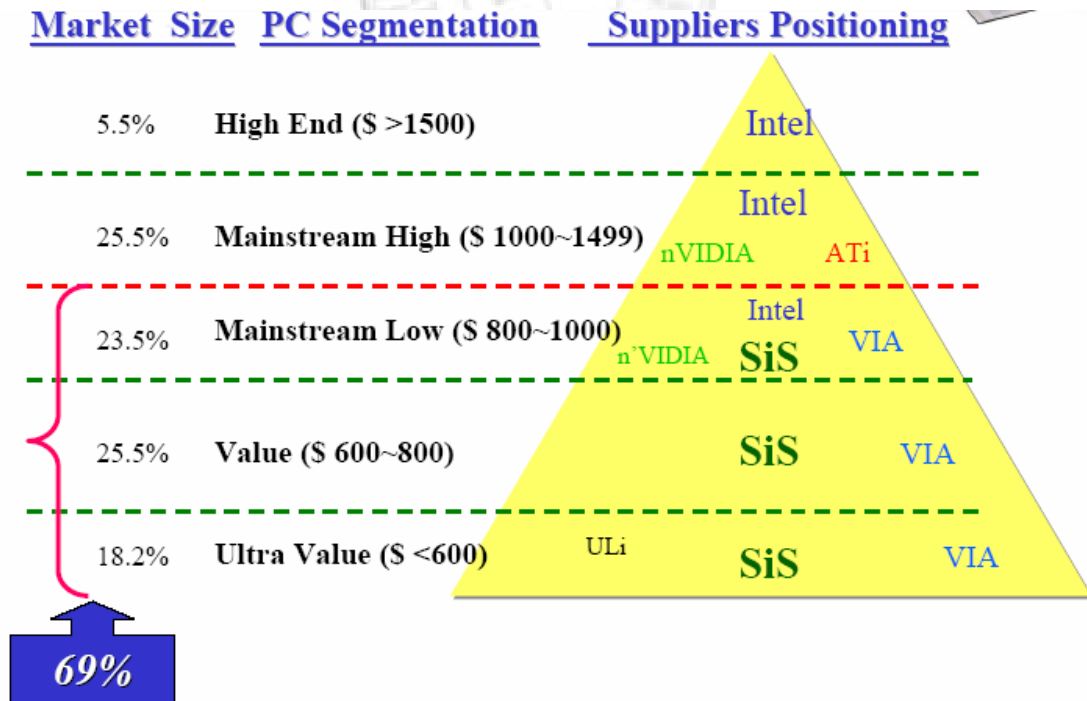 Market Size PC Segmentation Suppliers Positioning
5.5% High End ($ >1500) Intel
Intel
25.5% Mainstream High ($ 1000~1499) nVIDIA ATi
Intel
23.5% Mainstream Low ($ 800~1000) n`VIDIA SiS VIA
25.5% Value ($ 600~800) SiS VIA
18.2% Ultra Value ($ <600) ULi SiS VIA
69%